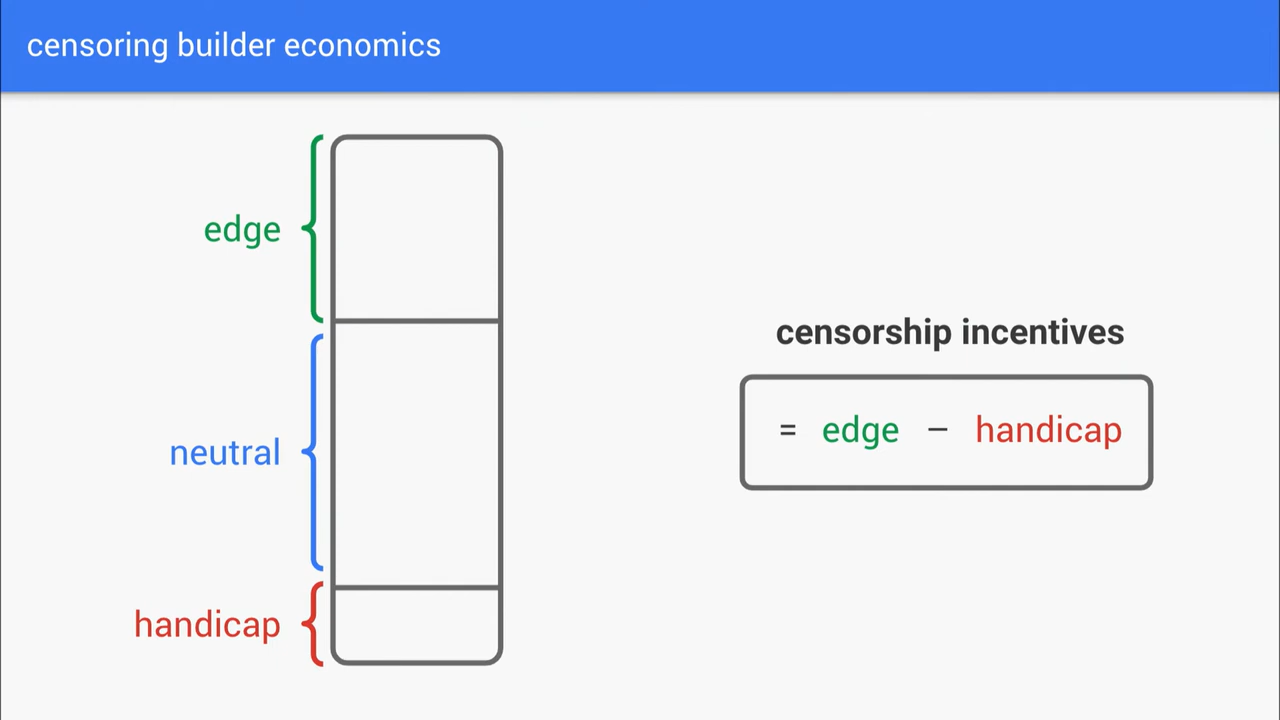 censoring builder economics
edge
neutral
handicap
censorship incentives
= edge – handicap